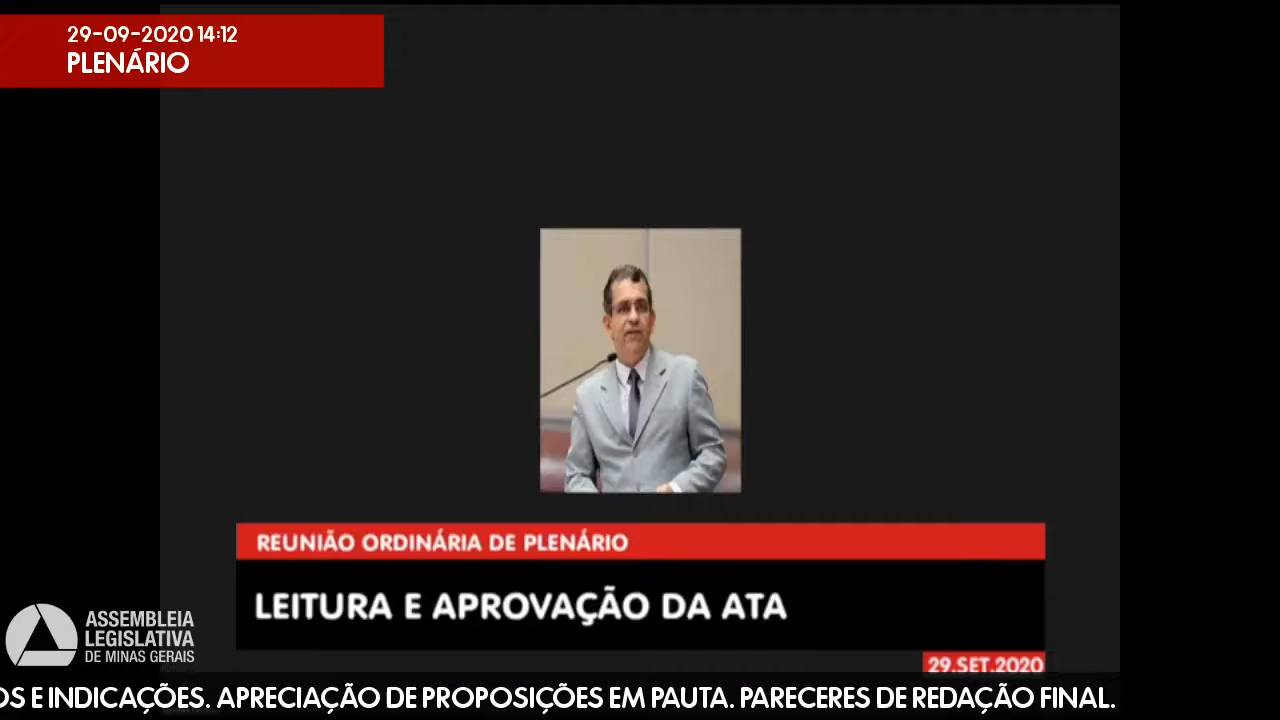 29-09-2020 14:12
PLENÁRIO
REUNIÃO ORDINÁRIA DE PLENÁRIO
LEITURA E APROVAÇÃO DA ATA
ASSEMBLEIA
LEGISLATIVA
DE MINAS GERAIS
29.SET.2020
OS E INDICAÇÕES. APRECIAÇÃO DE PROPOSIÇÕES EM PAUTA. PARECERES DE REDAÇÃO FINAL.